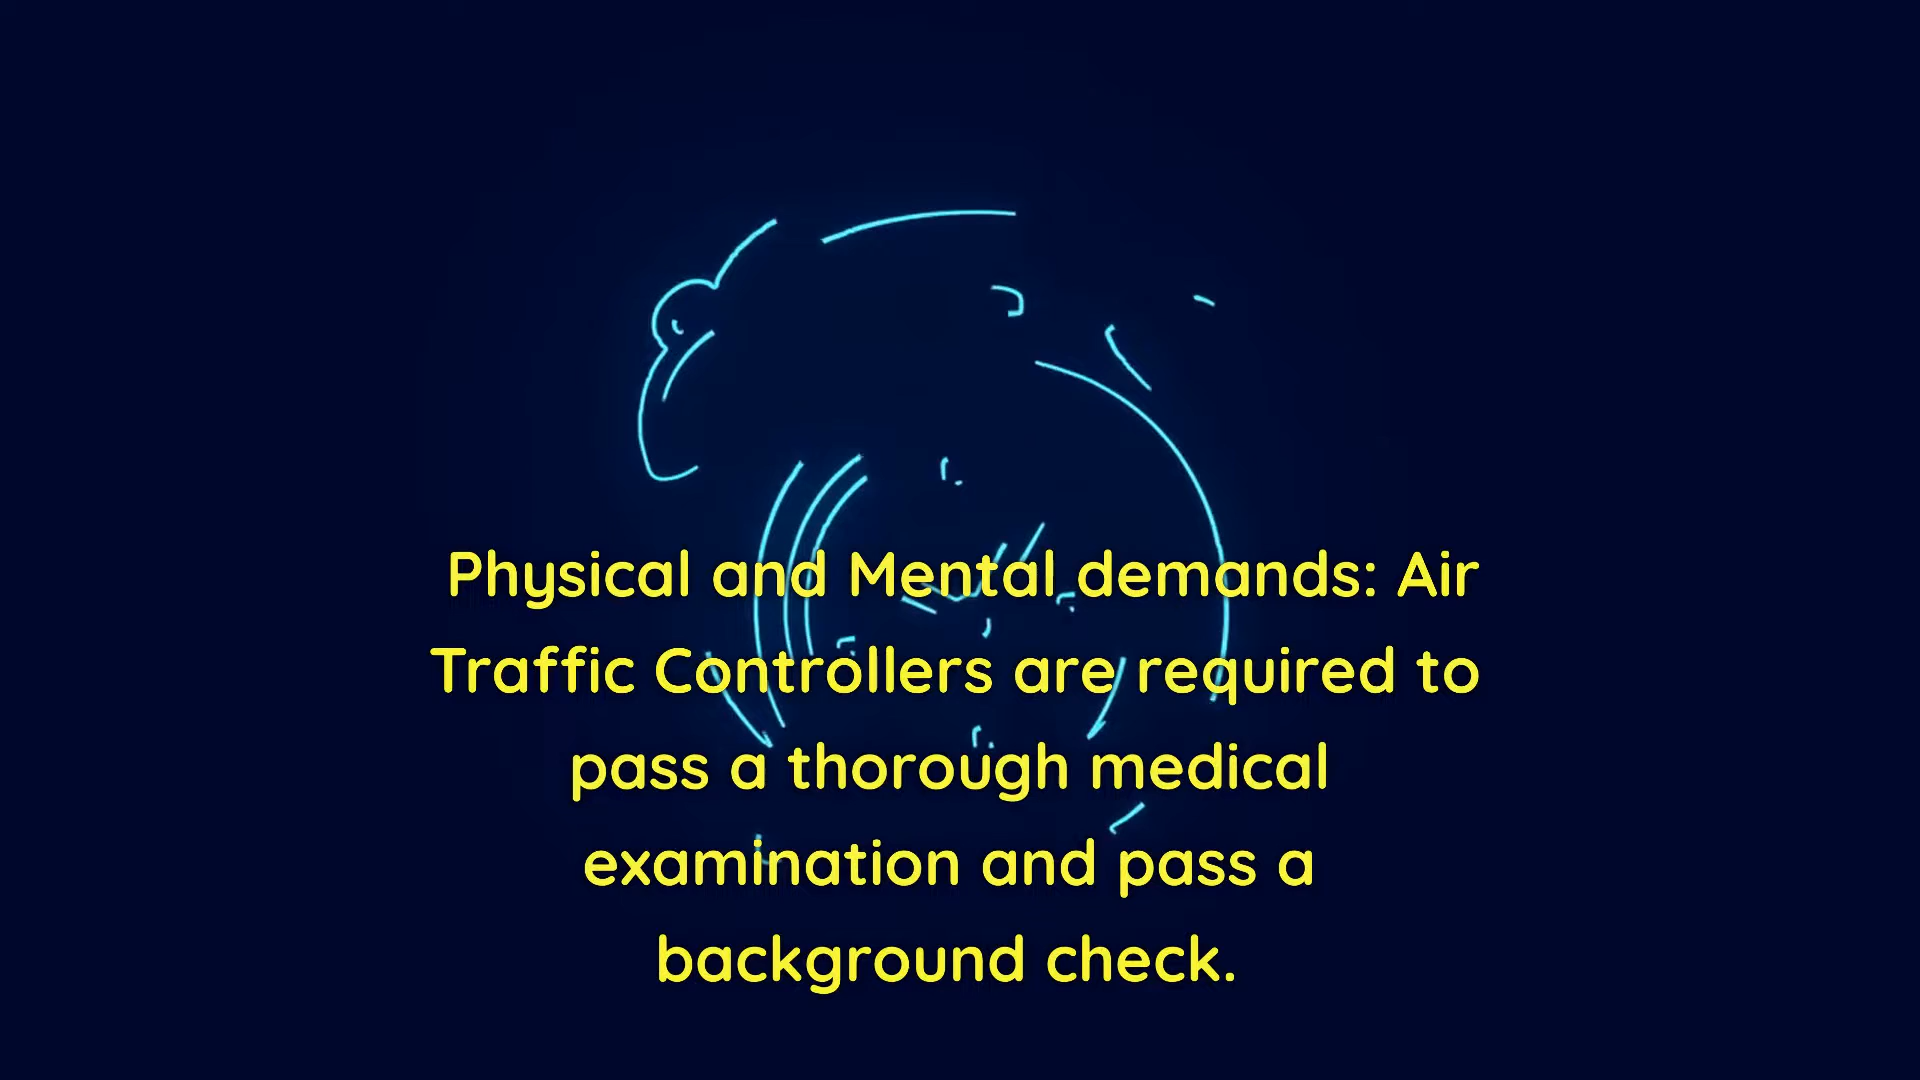 Physical and Mental demands: Air
Traffic Controllers are required to
pass a thorough medical
examination and pass a
background check.